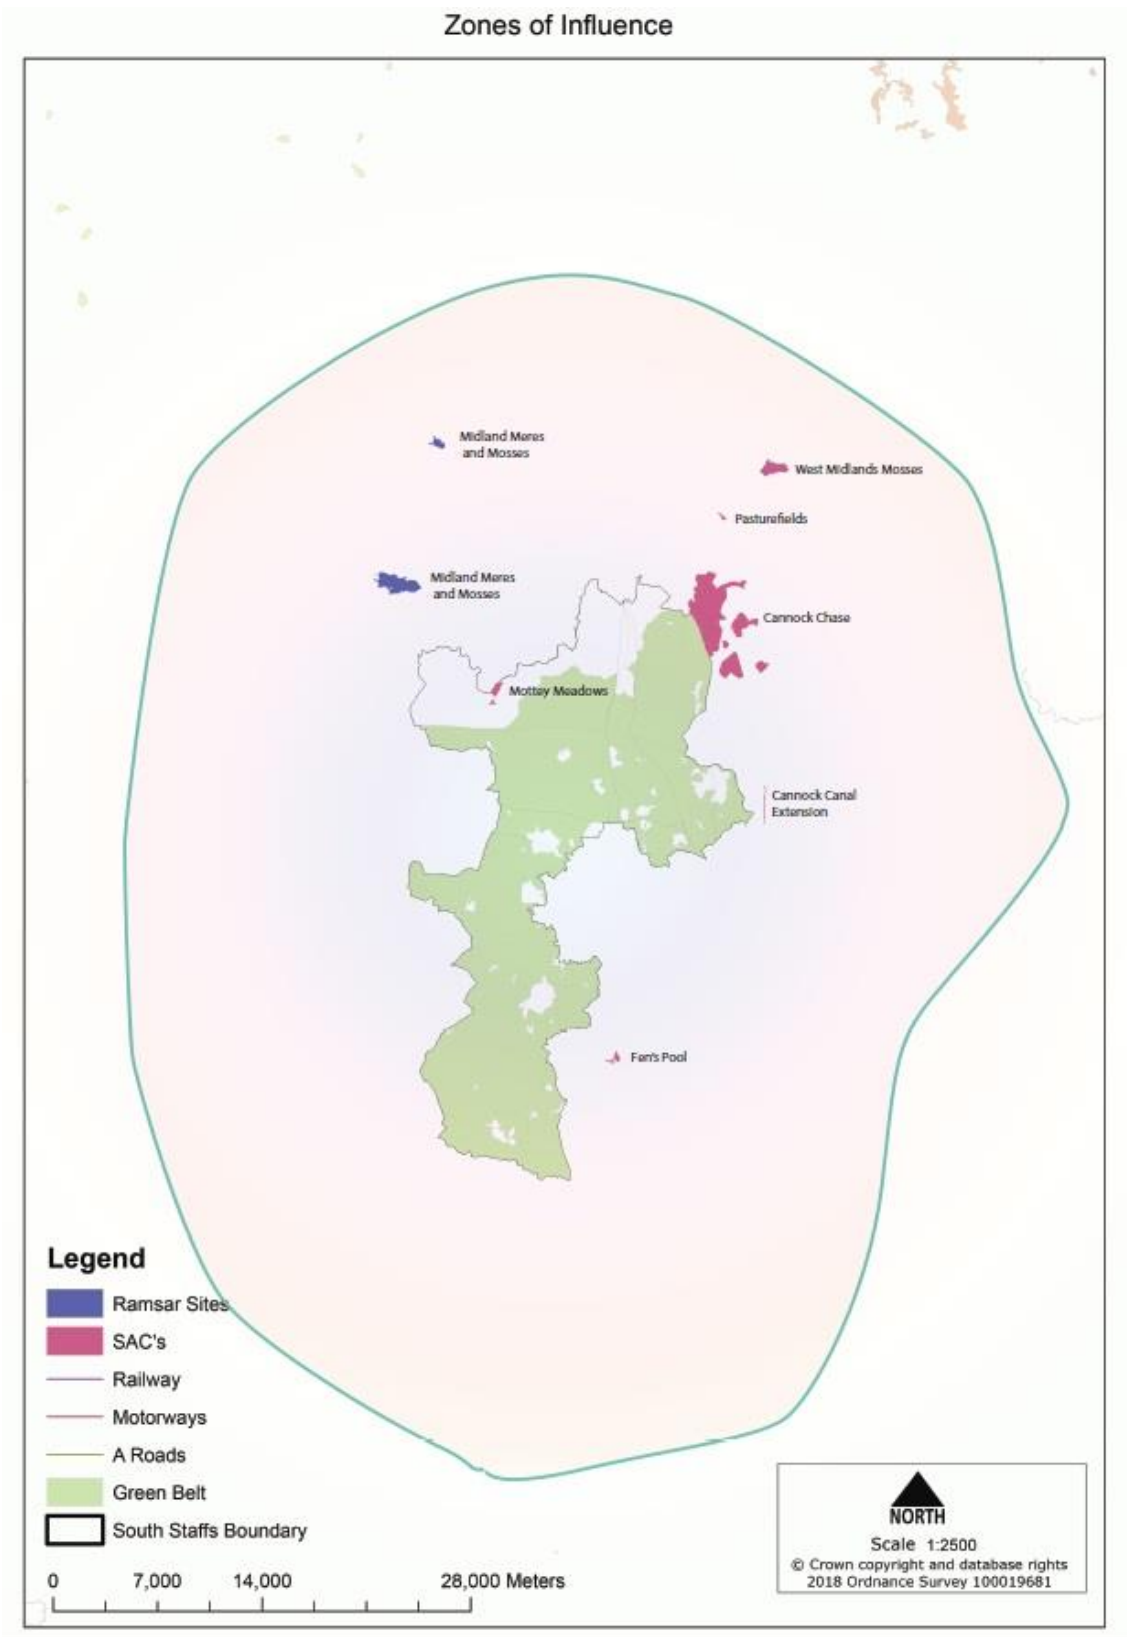 Zones of Influence
Midland Meres
and Mosses
West Midlands Mosses
Pasturefields
Midland Meres
and Mosses
Cannock Chase
Mottey Meadows
Cannock Canal
Extension
Fen's Pool
Legend
Ramsar Sites
SAC's
Railway
Motorways
A Roads
Green Belt
South Staffs Boundary
0 7,000 14,000 28,000 Meters
NORTH
Scale 1:2500
© Crown copyright and database rights
2018 Ordnance Survey 100019681